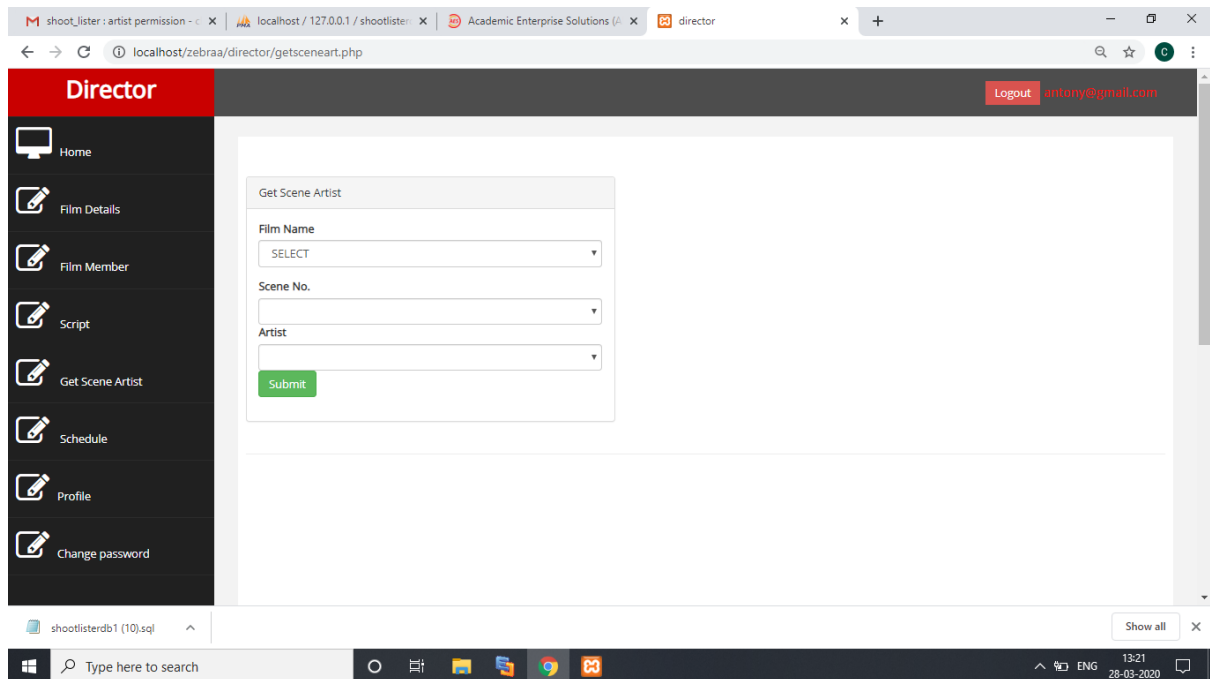 shoot_lister : artist permission - c
localhost / 127.0.0.1 / shootlister
Academic Enterprise Solutions (A
director
localhost/zebraa/director/getsceneart.php
C
Director
Logout antony@gmail.com
Home
Film Details
Film Member
Script
Get Scene Artist
Schedule
Profile
Change password
Get Scene Artist
Film Name
SELECT
Scene No.
Artist
Submit
shootlisterdb1 (10).sql
Show all
Type here to search
ENG
13:21
28-03-2020